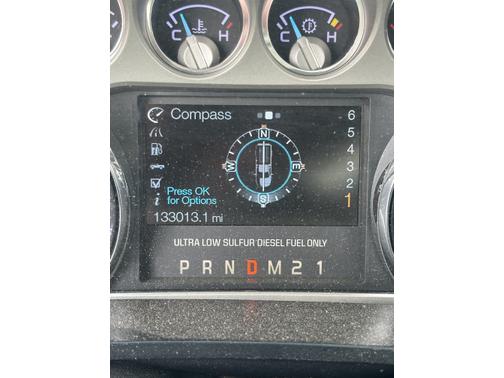 C H
C H
Compass
6
5
4
3
2
1
N
W E
S
Press OK
for Options
i
133013.1 mi
ULTRA LOW SULFUR DIESEL FUEL ONLY
P R N D M 2 1